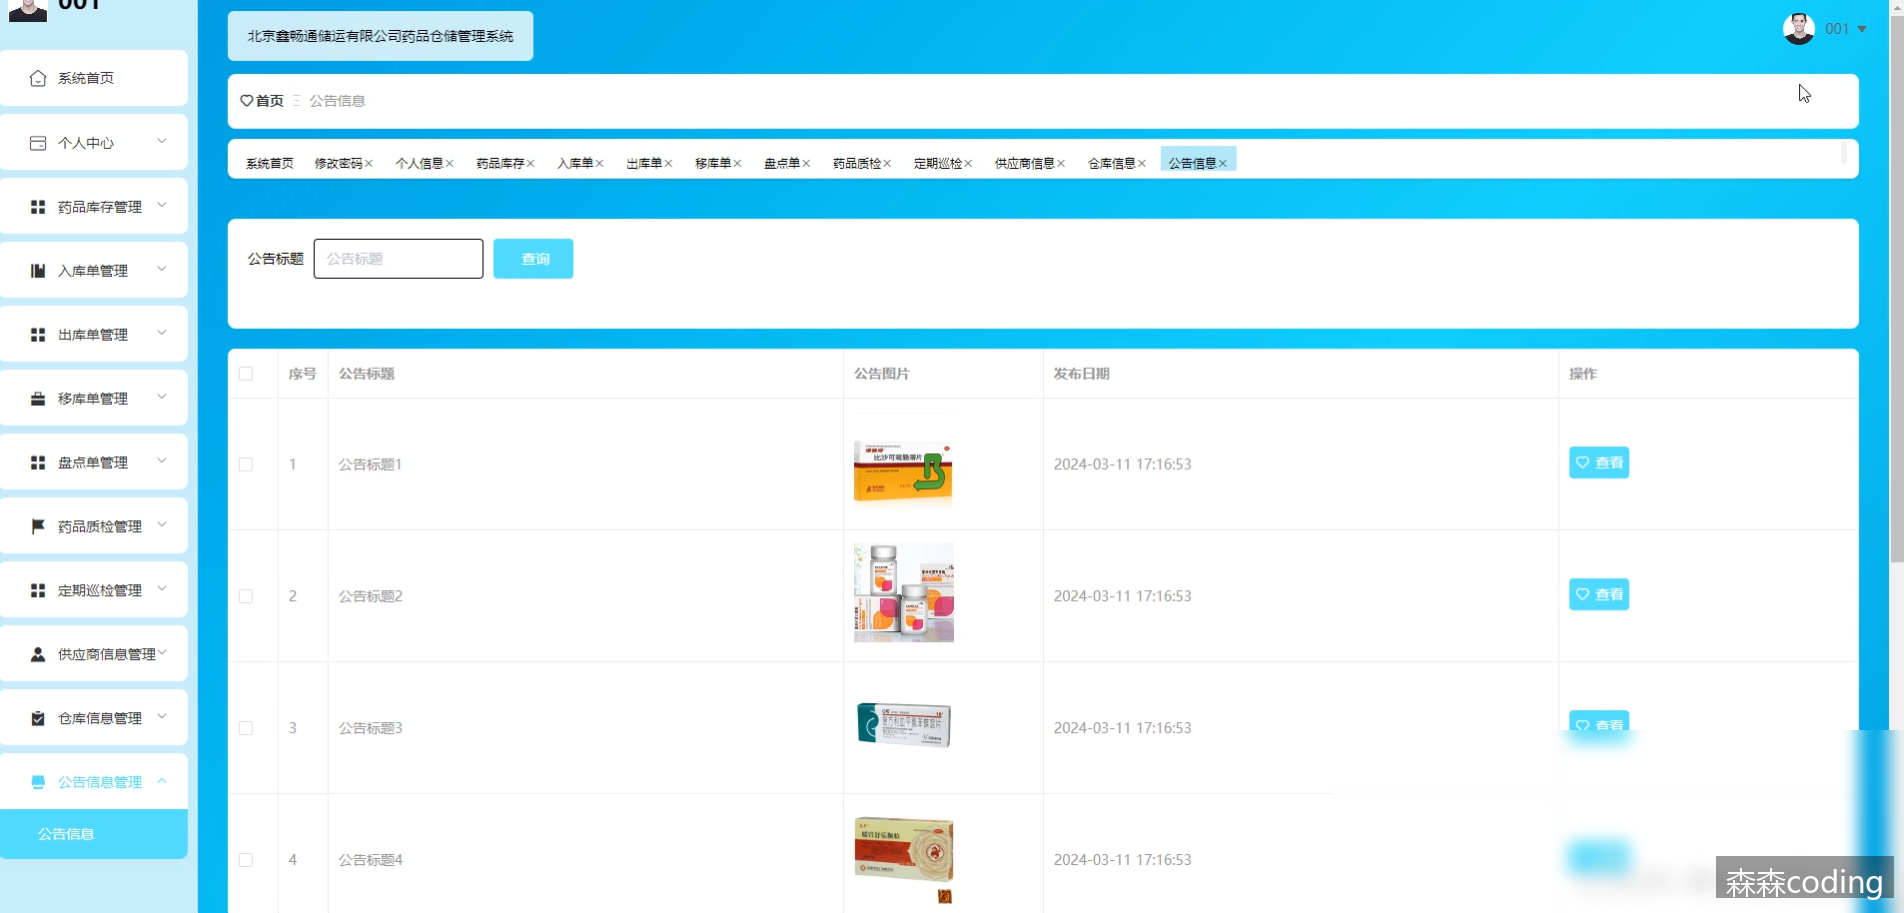 001
系统首页
个人中心
药品库存管理
入库单管理
出库单管理
移库单管理
盘点单管理
药品质检管理
定期巡检管理
供应商信息管理
仓库信息管理
公告信息管理
公告信息
北京鑫畅通储运有限公司药品仓储管理系统
001
首页 公告信息
系统首页 修改密码× 个人信息× 药品库存× 入库单× 出库单× 移库单× 盘点单× 药品质检× 定期巡检× 供应商信息× 仓库信息× 公告信息×
公告标题 公告标题 查询
序号 公告标题 公告图片 发布日期 操作
1 公告标题1 2024-03-11 17:16:53 查看
比沙可啶肠溶片
2 公告标题2 2024-03-11 17:16:53 查看
3 公告标题3 2024-03-11 17:16:53 查看
4 公告标题4 2024-03-11 17:16:53
森森coding